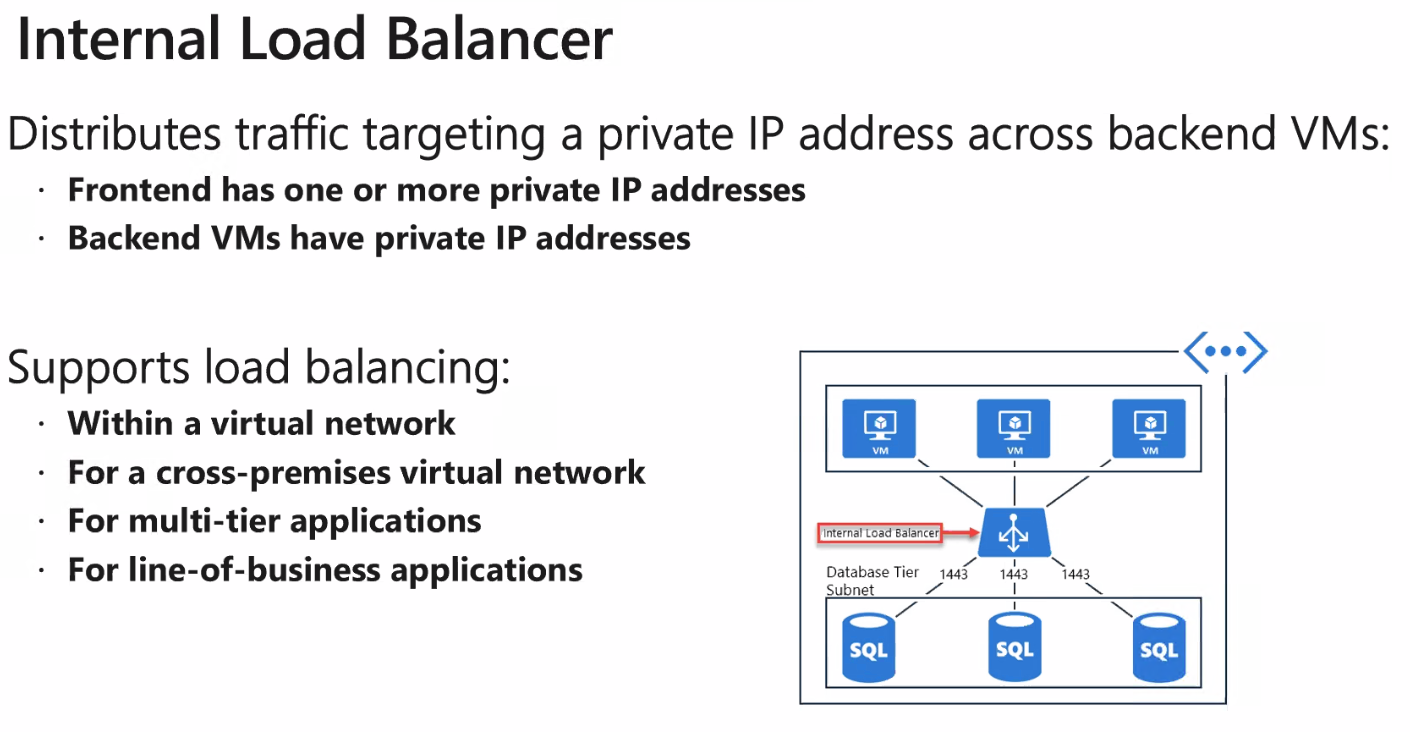 Internal Load Balancer
Distributes traffic targeting a private IP address across backend VMs:
· Frontend has one or more private IP addresses
· Backend VMs have private IP addresses
Supports load balancing:
· Within a virtual network
· For a cross-premises virtual network
· For multi-tier applications
· For line-of-business applications
VM VM VM
Internal Load Balancer
Database Tier
Subnet
1443 1443 1443
SQL SQL SQL